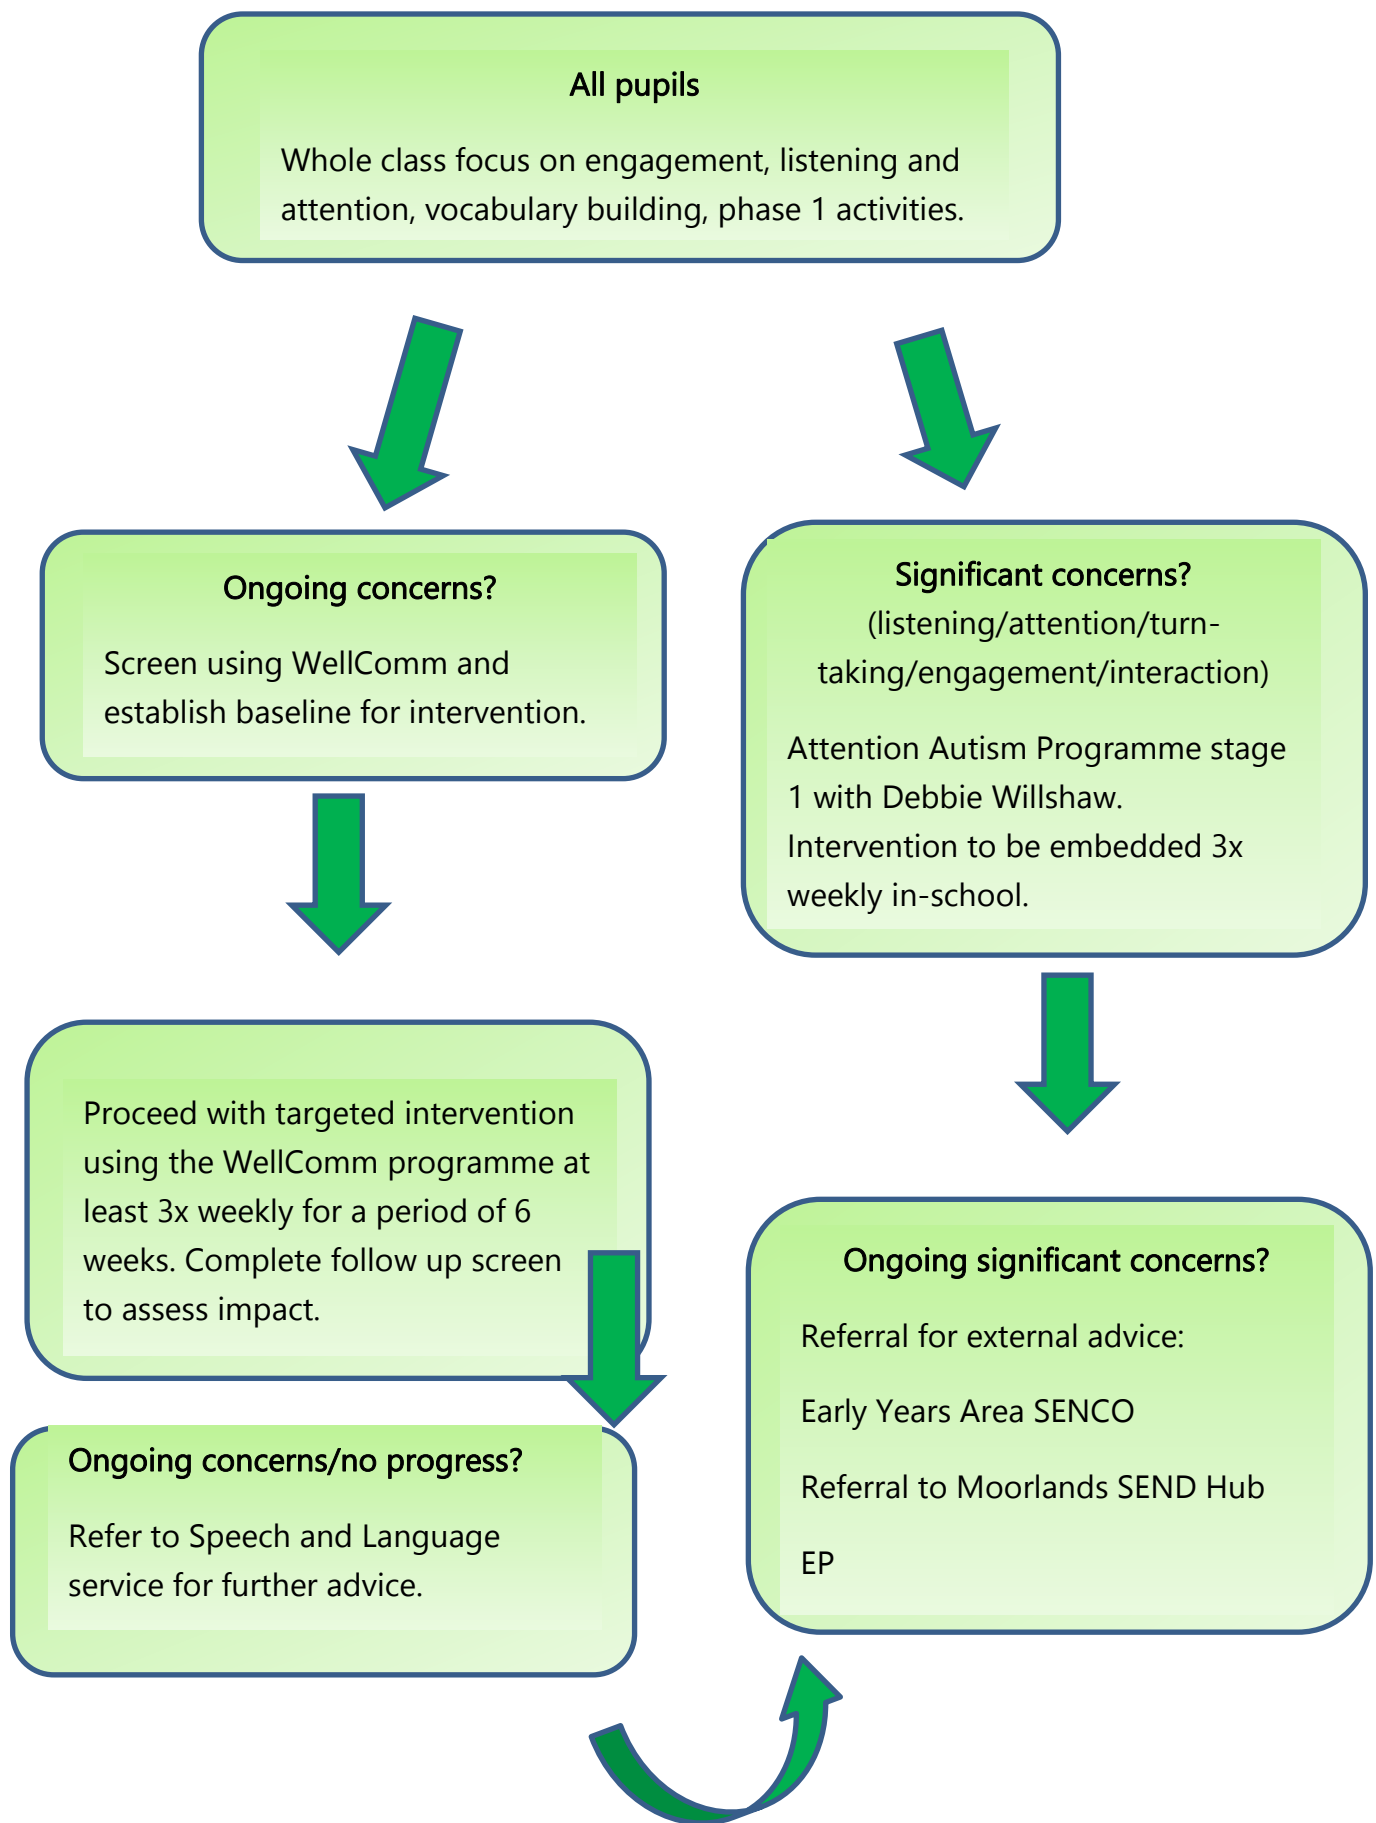 All pupils
Whole class focus on engagement, listening and
attention, vocabulary building, phase 1 activities.
Ongoing concerns?
Screen using WellComm and
establish baseline for intervention.
Significant concerns?
(listening/attention/turn-
taking/engagement/interaction)
Attention Autism Programme stage
1 with Debbie Willshaw.
Intervention to be embedded 3x
weekly in-school.
Proceed with targeted intervention
using the WellComm programme at
least 3x weekly for a period of 6
weeks. Complete follow up screen
to assess impact.
Ongoing concerns/no progress?
Refer to Speech and Language
service for further advice.
Ongoing significant concerns?
Referral for external advice:
Early Years Area SENCO
Referral to Moorlands SEND Hub
EP